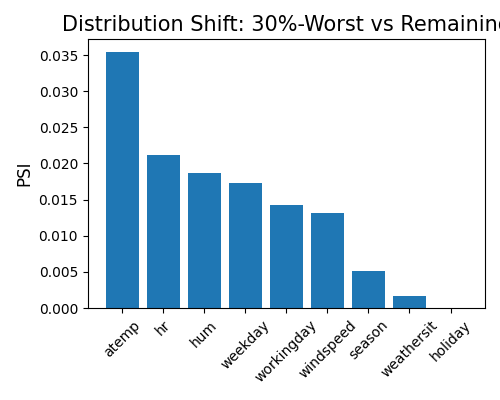 Distribution Shift: 30%-Worst vs Remaining
PSI
0.035
0.030
0.025
0.020
0.015
0.010
0.005
0.000
atemp
hr
hum
weekday
workingday
windspeed
season
weathersit
holiday